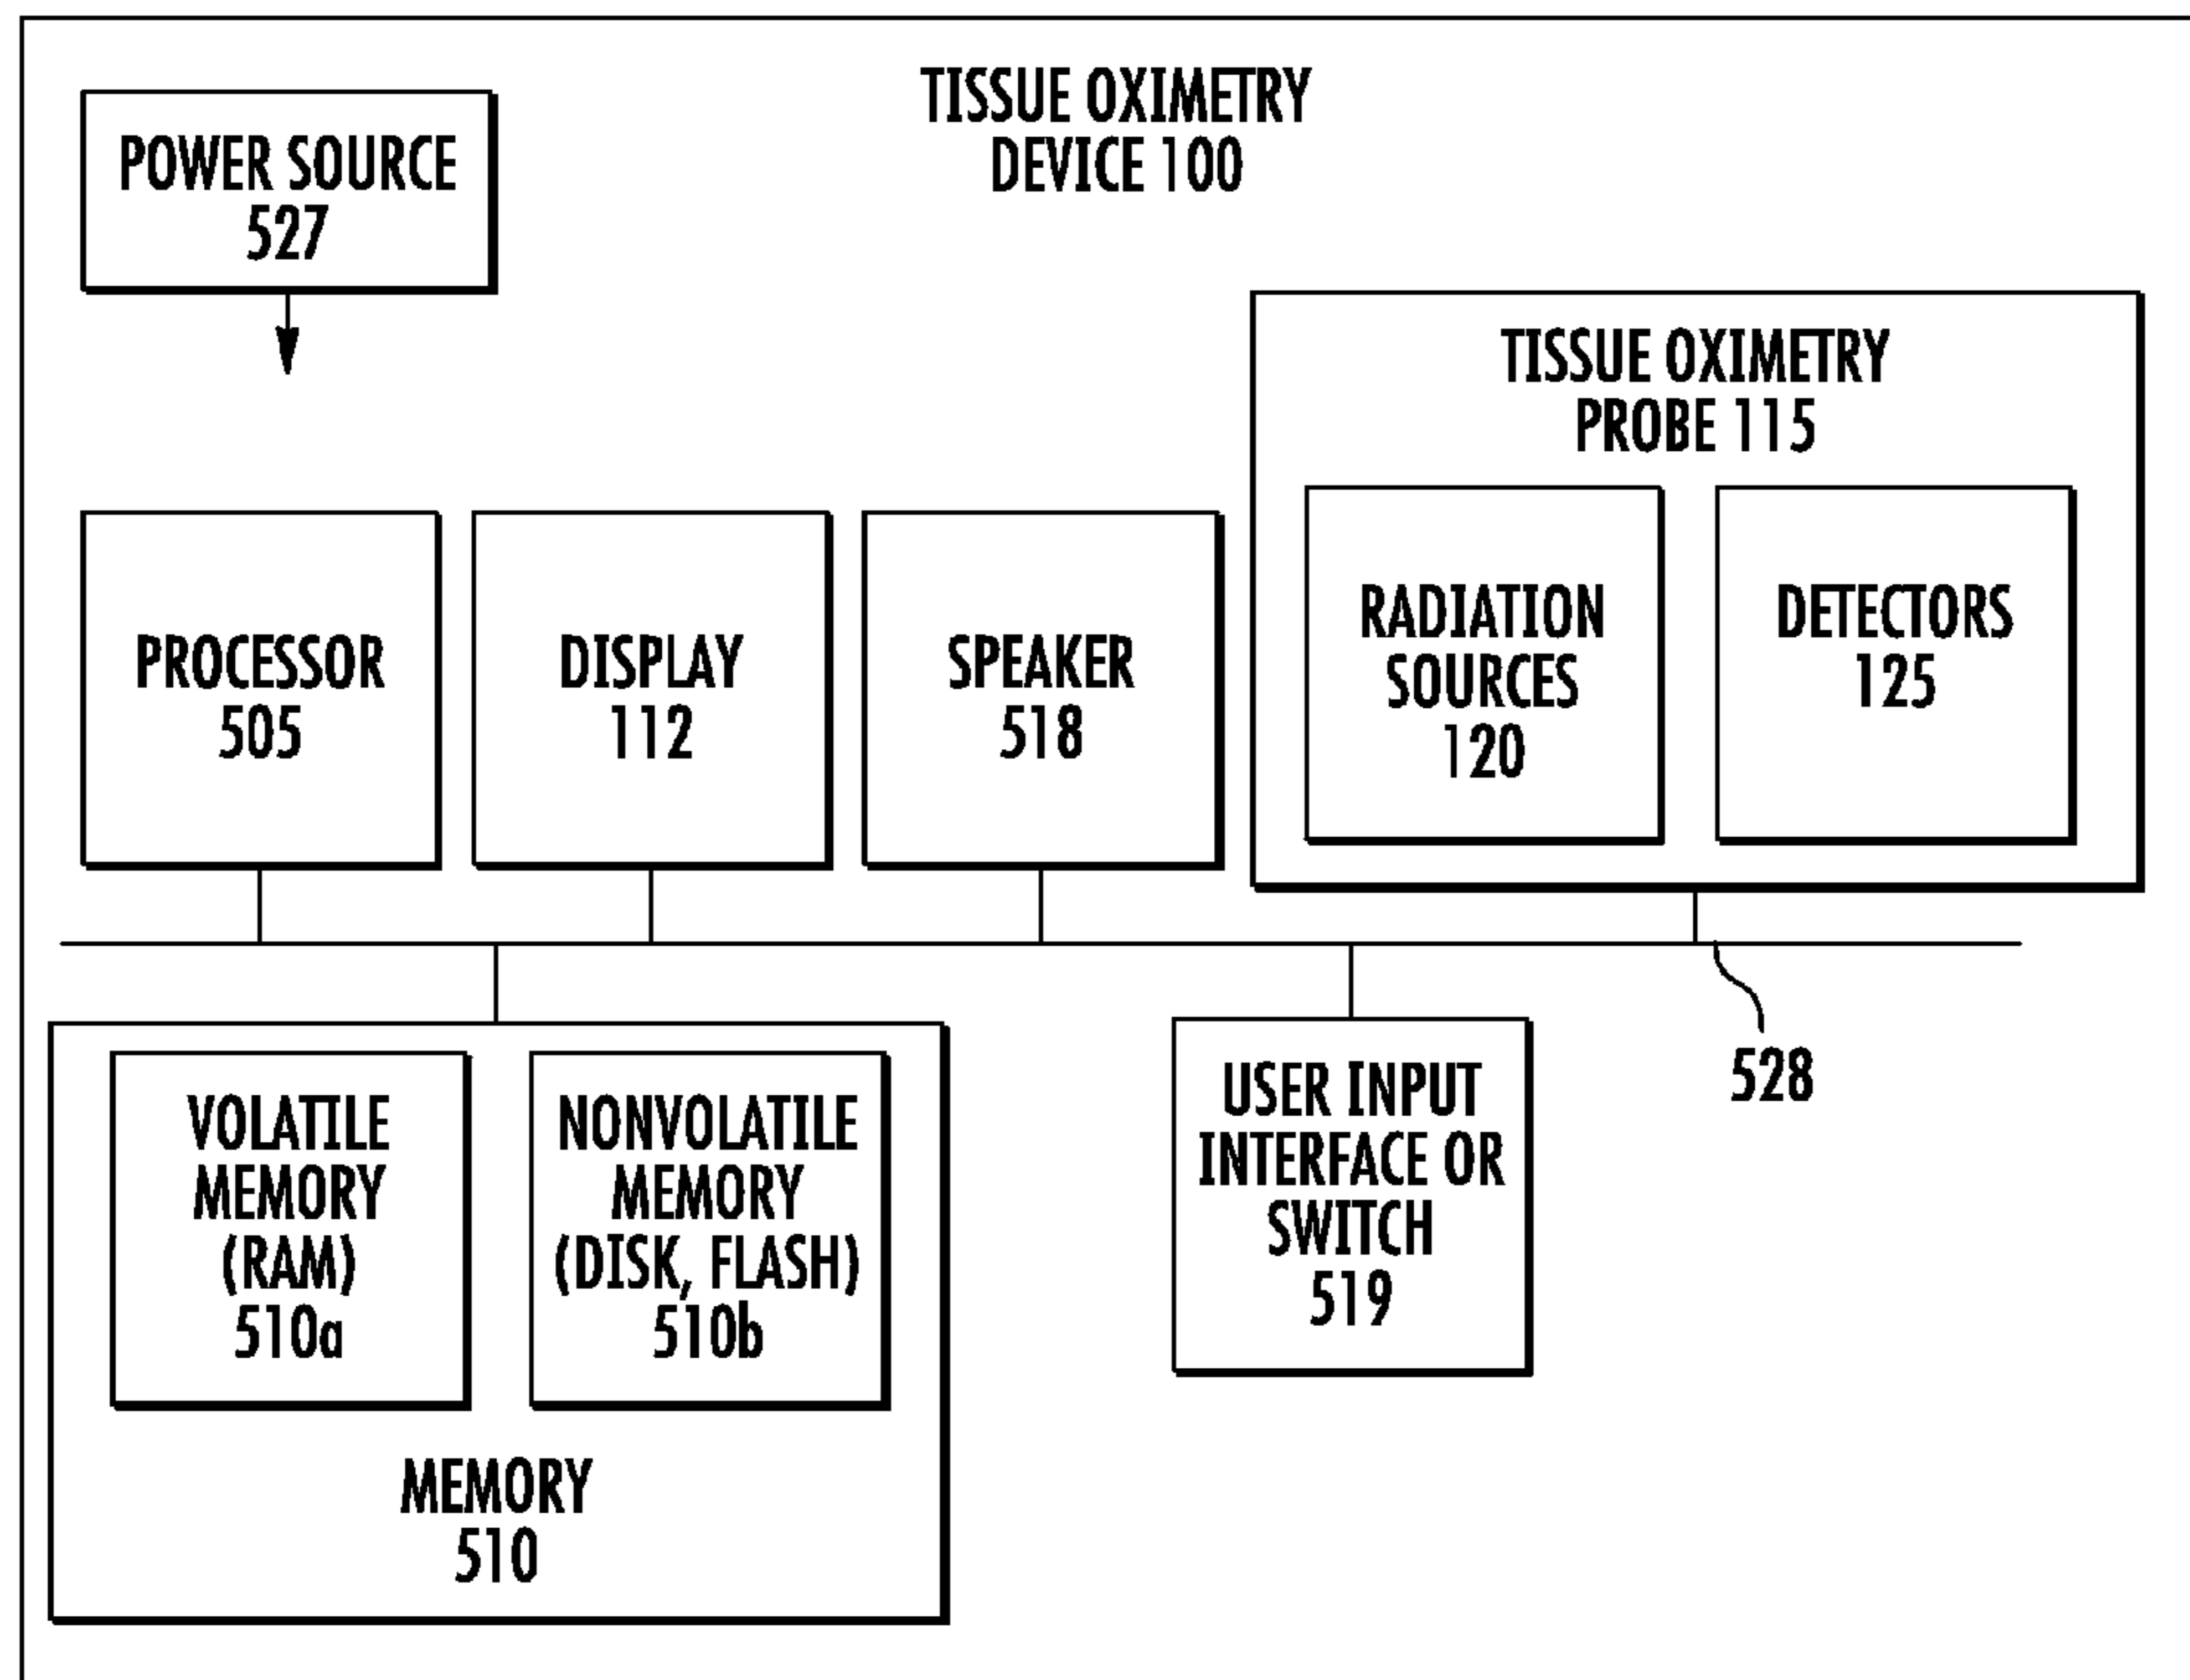 TISSUE OXIMETRY
DEVICE 100
POWER SOURCE
527
TISSUE OXIMETRY
PROBE 115
PROCESSOR
505
DISPLAY
112
SPEAKER
518
RADIATION
SOURCES
120
DETECTORS
125
VOLATILE
MEMORY
(RAM)
510a
NONVOLATILE
MEMORY
(DISK, FLASH)
510b
MEMORY
510
USER INPUT
INTERFACE OR
SWITCH
519
528